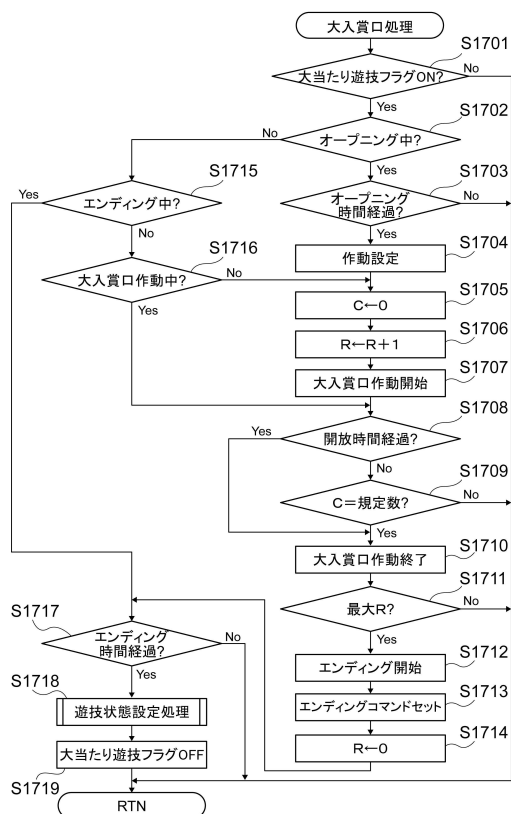 大入賞口処理
S1701
大当たり遊技フラグON?
No
Yes
S1702
オープニング中?
No
Yes
S1703
オープニング
時間経過?
No
Yes
S1704
作動設定
S1715
エンディング中?
Yes
No
S1716
大入賞口作動中?
No
Yes
S1705
C←0
S1706
R←R+1
S1707
大入賞口作動開始
S1708
開放時間経過?
Yes
No
S1709
C=規定数?
No
Yes
S1710
大入賞口作動終了
S1711
最大R?
No
Yes
S1712
エンディング開始
S1713
エンディングコマンドセット
S1714
R←0
S1717
エンディング
時間経過?
No
Yes
S1718
遊技状態設定処理
大当たり遊技フラグOFF
S1719
RTN